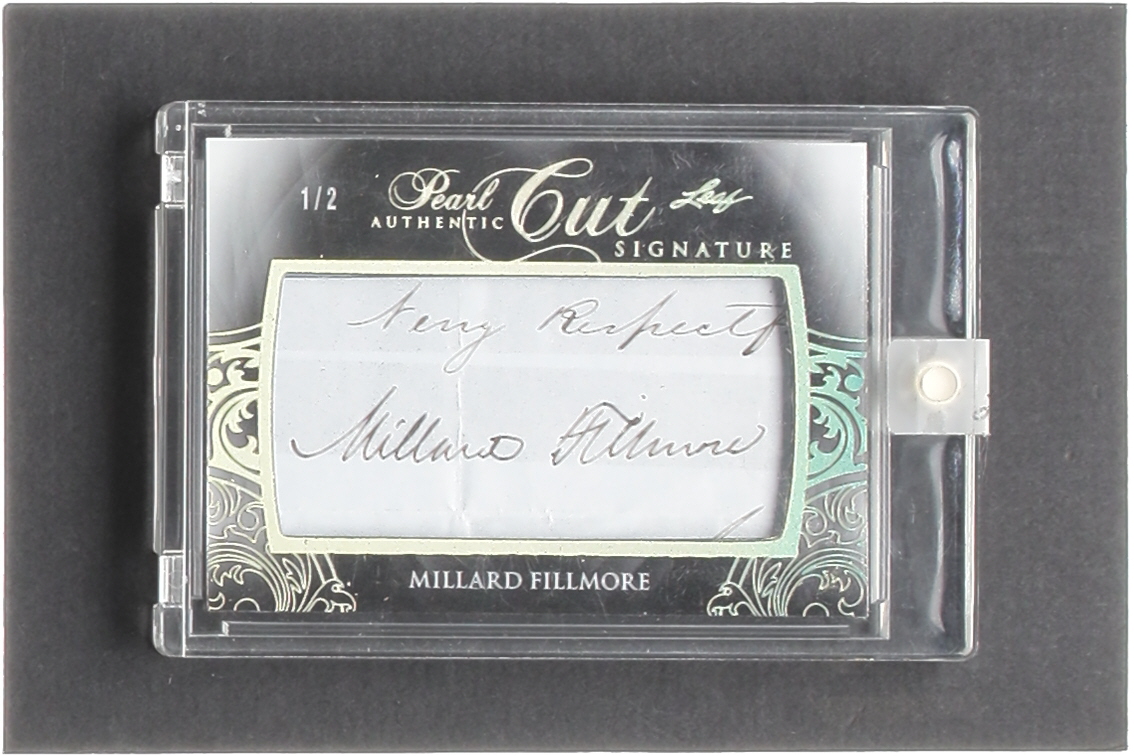 1/2 Pearl Cut Leaf
AUTHENTIC SIGNATURE
Very Respectf
Millard Fillmore
MILLARD FILLMORE